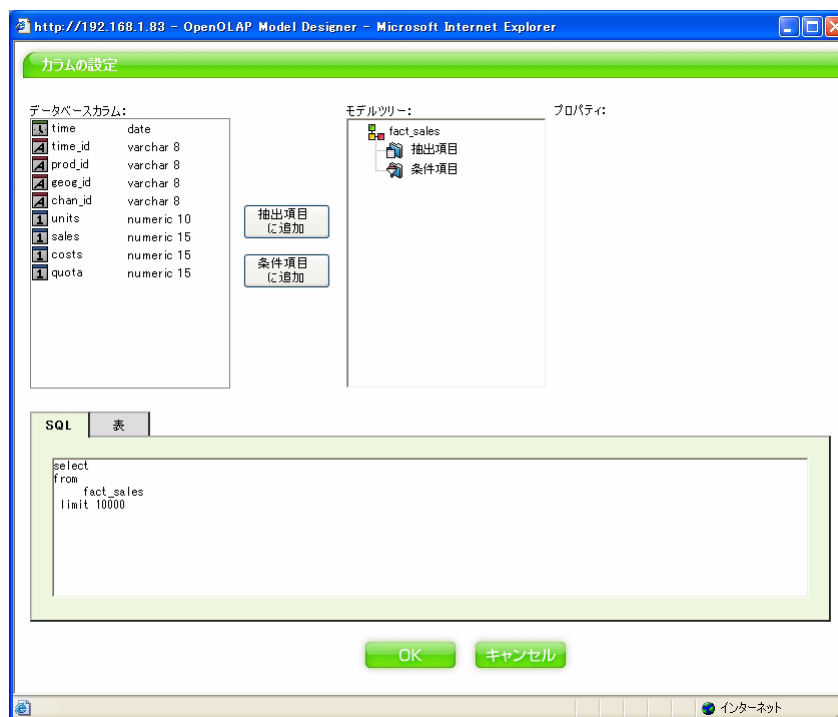 http://192.168.1.83 - OpenOLAP Model Designer - Microsoft Internet Explorer
カラムの設定
データベースカラム:
time date
time_id varchar 8
prod_id varchar 8
geog_id varchar 8
chan_id varchar 8
units numeric 10
sales numeric 15
costs numeric 15
quota numeric 15
抽出項目
に追加
条件項目
に追加
モデルツリー:
fact_sales
抽出項目
条件項目
プロパティ:
SQL 表
select
from
fact_sales
limit 10000
OK キャンセル
インターネット